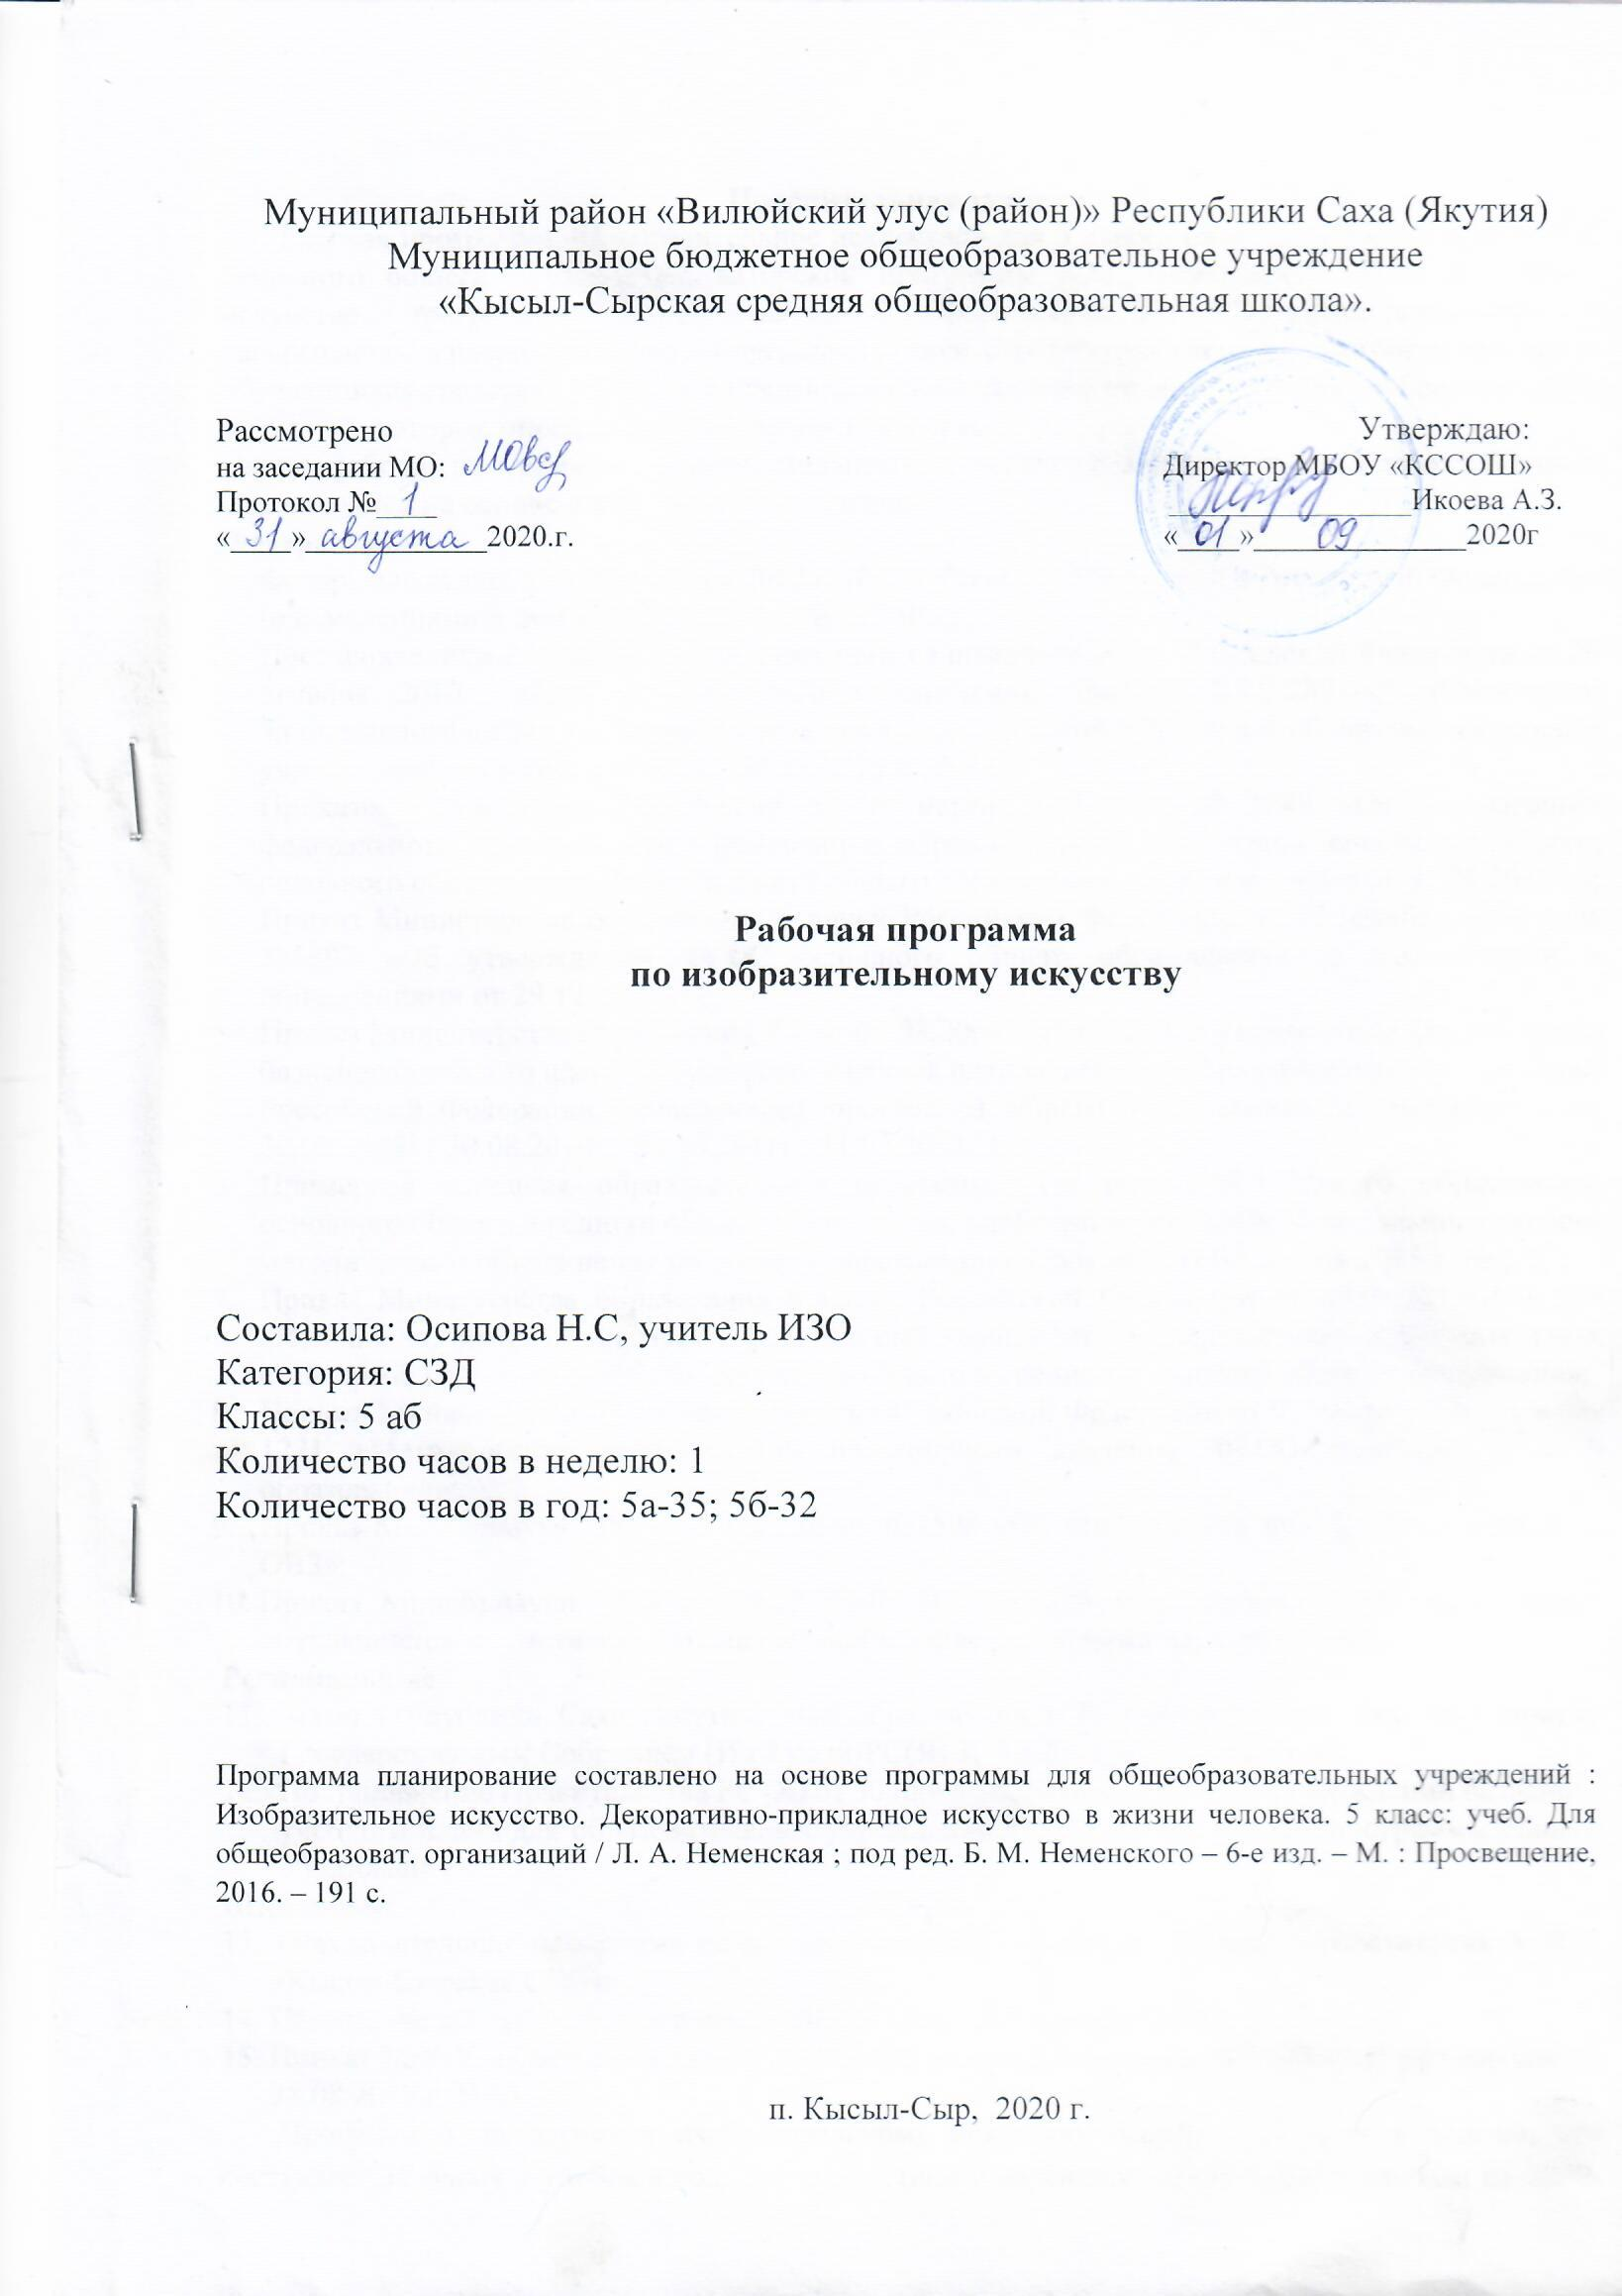 Муниципальный район «Вилюйский улус (район)» Республики Саха (Якутия)
Муниципальное бюджетное общеобразовательное учреждение
«Кысыл-Сырская средняя общеобразовательная школа».
Рассмотрено
на заседании МО:
Протокол № 1
« 31 » августа 2020.г.
Утверждаю:
Директор МБОУ «КССОШ»
Икоева А.З.
« 01 » 09 2020г
Рабочая программа
по изобразительному искусству
Составила: Осипова Н.С, учитель ИЗО
Категория: СЗД
Классы: 5 аб
Количество часов в неделю: 1
Количество часов в год: 5а-35; 5б-32
Программа планирование составлено на основе программы для общеобразовательных учреждений :
Изобразительное искусство. Декоративно-прикладное искусство в жизни человека. 5 класс: учеб. Для
общеобразоват. организаций / Л. А. Неменская ; под ред. Б. М. Неменского – 6-е изд. – М. : Просвещение,
2016. – 191 с.
п. Кысыл-Сыр, 2020 г.